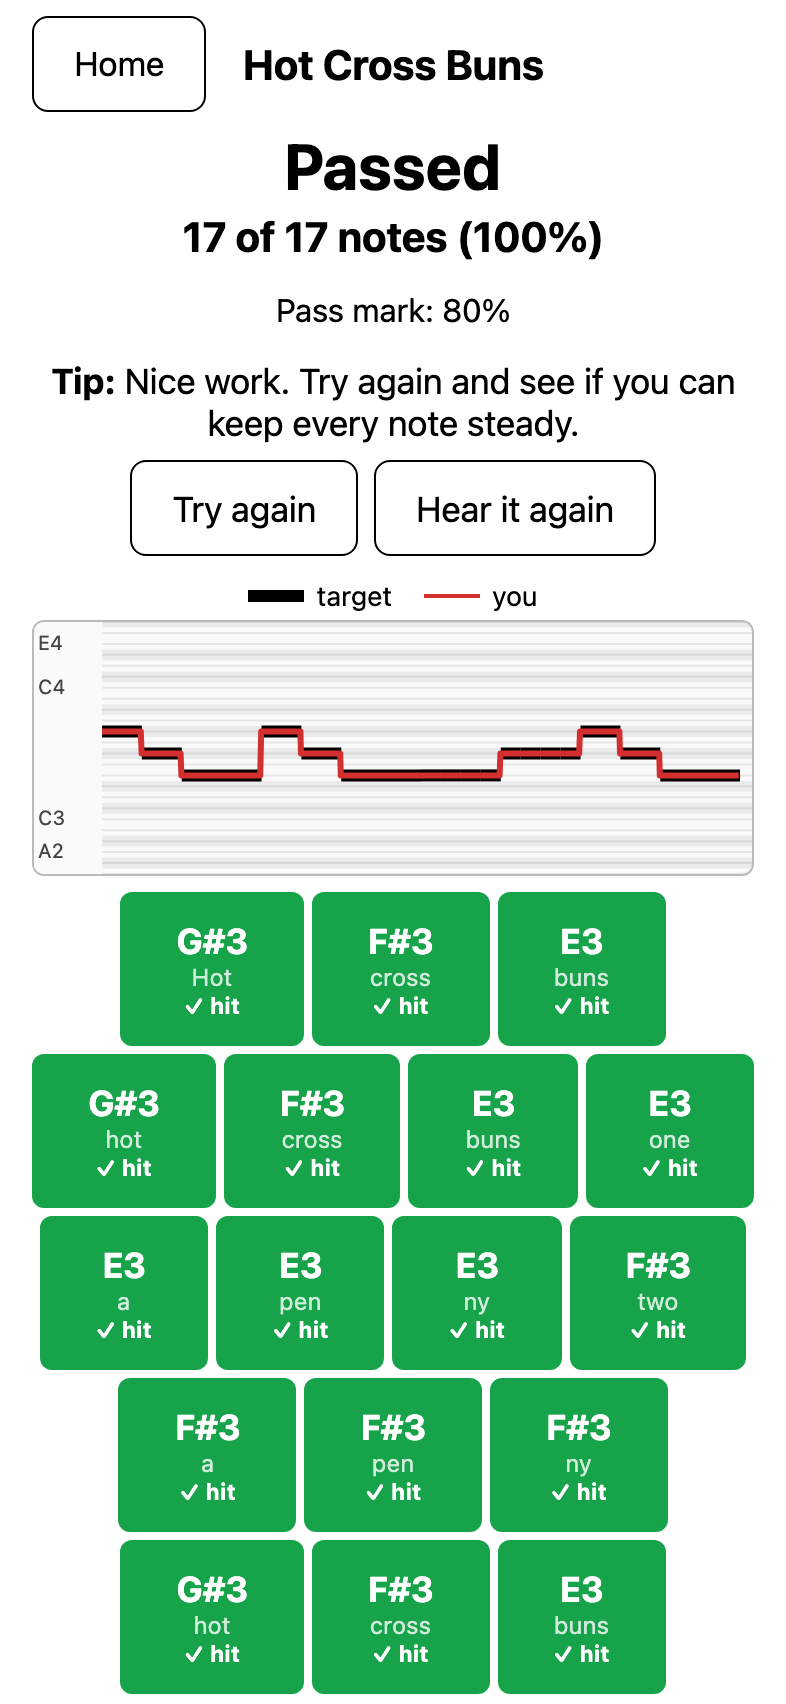 Home
Hot Cross Buns
Passed
17 of 17 notes (100%)
Pass mark: 80%
Tip: Nice work. Try again and see if you can
keep every note steady.
Try again
Hear it again
target
you
E4
C4
C3
A2
G#3
Hot
✓ hit
F#3
cross
✓ hit
E3
buns
✓ hit
G#3
hot
✓ hit
F#3
cross
✓ hit
E3
buns
✓ hit
E3
one
✓ hit
E3
a
✓ hit
E3
pen
✓ hit
E3
ny
✓ hit
F#3
two
✓ hit
F#3
a
✓ hit
F#3
pen
✓ hit
F#3
ny
✓ hit
G#3
hot
✓ hit
F#3
cross
✓ hit
E3
buns
✓ hit